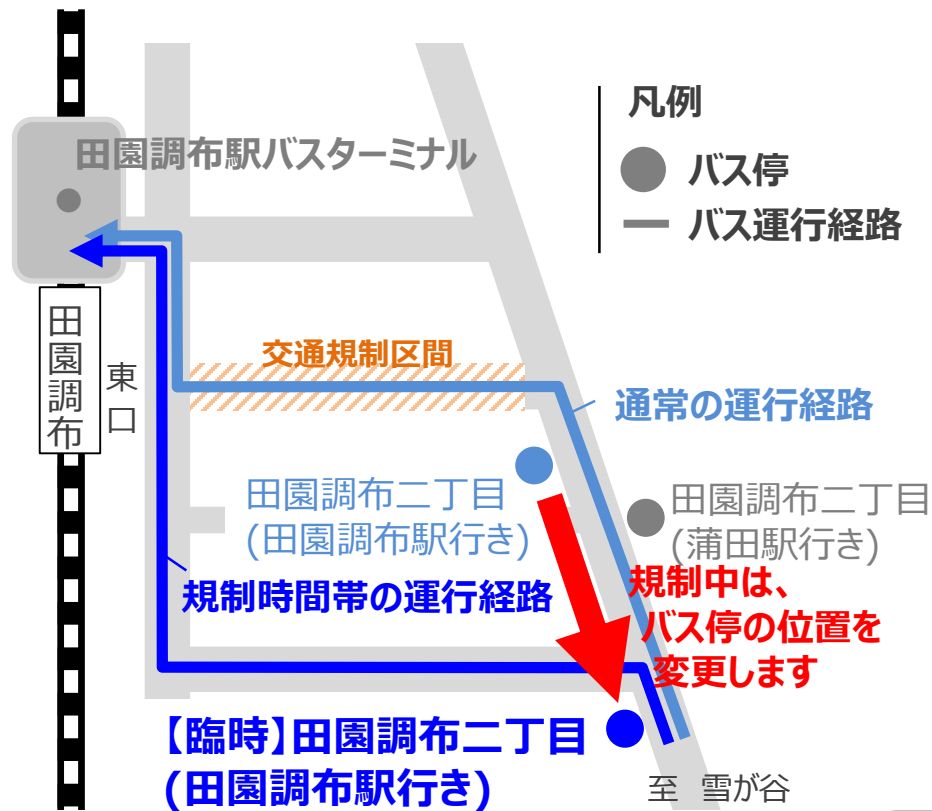 凡例
バス停
バス運行経路
田園調布駅バスターミナル
田園調布
東口
交通規制区間
通常の運行経路
田園調布二丁目
(田園調布駅行き)
田園調布二丁目
(蒲田駅行き)
規制時間帯の運行経路
規制中は、
バス停の位置を
変更します
【臨時】田園調布二丁目
(田園調布駅行き)
至 雪が谷